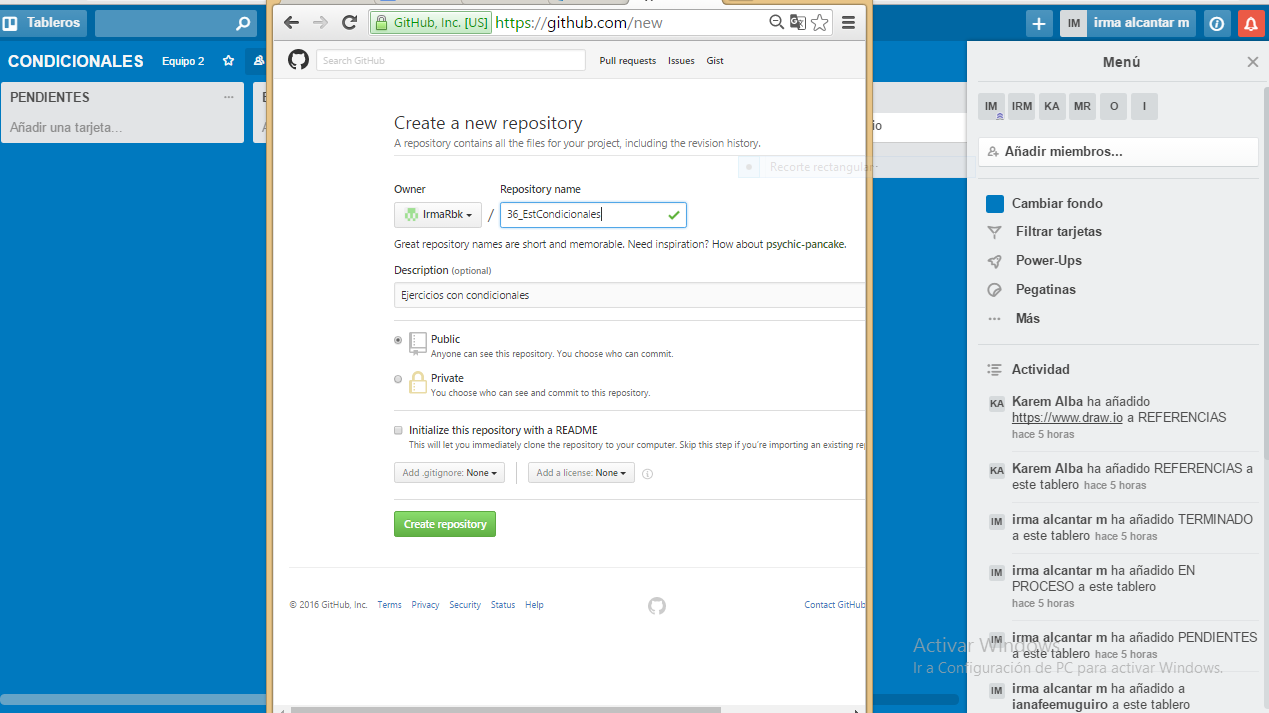 Tableros
CONDICIONALES
Equipo 2
PENDIENTES
Añadir una tarjeta...
GitHub, Inc. [US] https://github.com/new
Search GitHub
Pull requests Issues Gist
Create a new repository
A repository contains all the files for your project, including the revision history.
Owner Repository name
IrmaRbk / 36_EstCondicionales
Great repository names are short and memorable. Need inspiration? How about psychic-pancake.
Description (optional)
Ejercicios con condicionales
Public
Anyone can see this repository. You choose who can commit.
Private
You choose who can see and commit to this repository.
Initialize this repository with a README
This will let you immediately clone the repository to your computer. Skip this step if you're importing an existing rep
Add .gitignore: None Add a license: None
Create repository
© 2016 GitHub, Inc. Terms Privacy Security Status Help Contact GitHub
Recorte rectangular
io
IM irma alcantar m
Menú
IM IRM KA MR O I
Añadir miembros...
Cambiar fondo
Filtrar tarjetas
Power-Ups
Pegatinas
Más
Actividad
KA Karem Alba ha añadido
https://www.draw.io a REFERENCIAS
hace 5 horas
KA Karem Alba ha añadido REFERENCIAS a
este tablero hace 5 horas
IM irma alcantar m ha añadido TERMINADO
a este tablero hace 5 horas
IM irma alcantar m ha añadido EN
PROCESO a este tablero
hace 5 horas
IM irma alcantar m ha añadido PENDIENTES
a este tablero hace 5 horas
IM irma alcantar m ha añadido a
ianafeemuguiro a este tablero
Activar Windows
Ir a Configuración de PC para activar Windows.